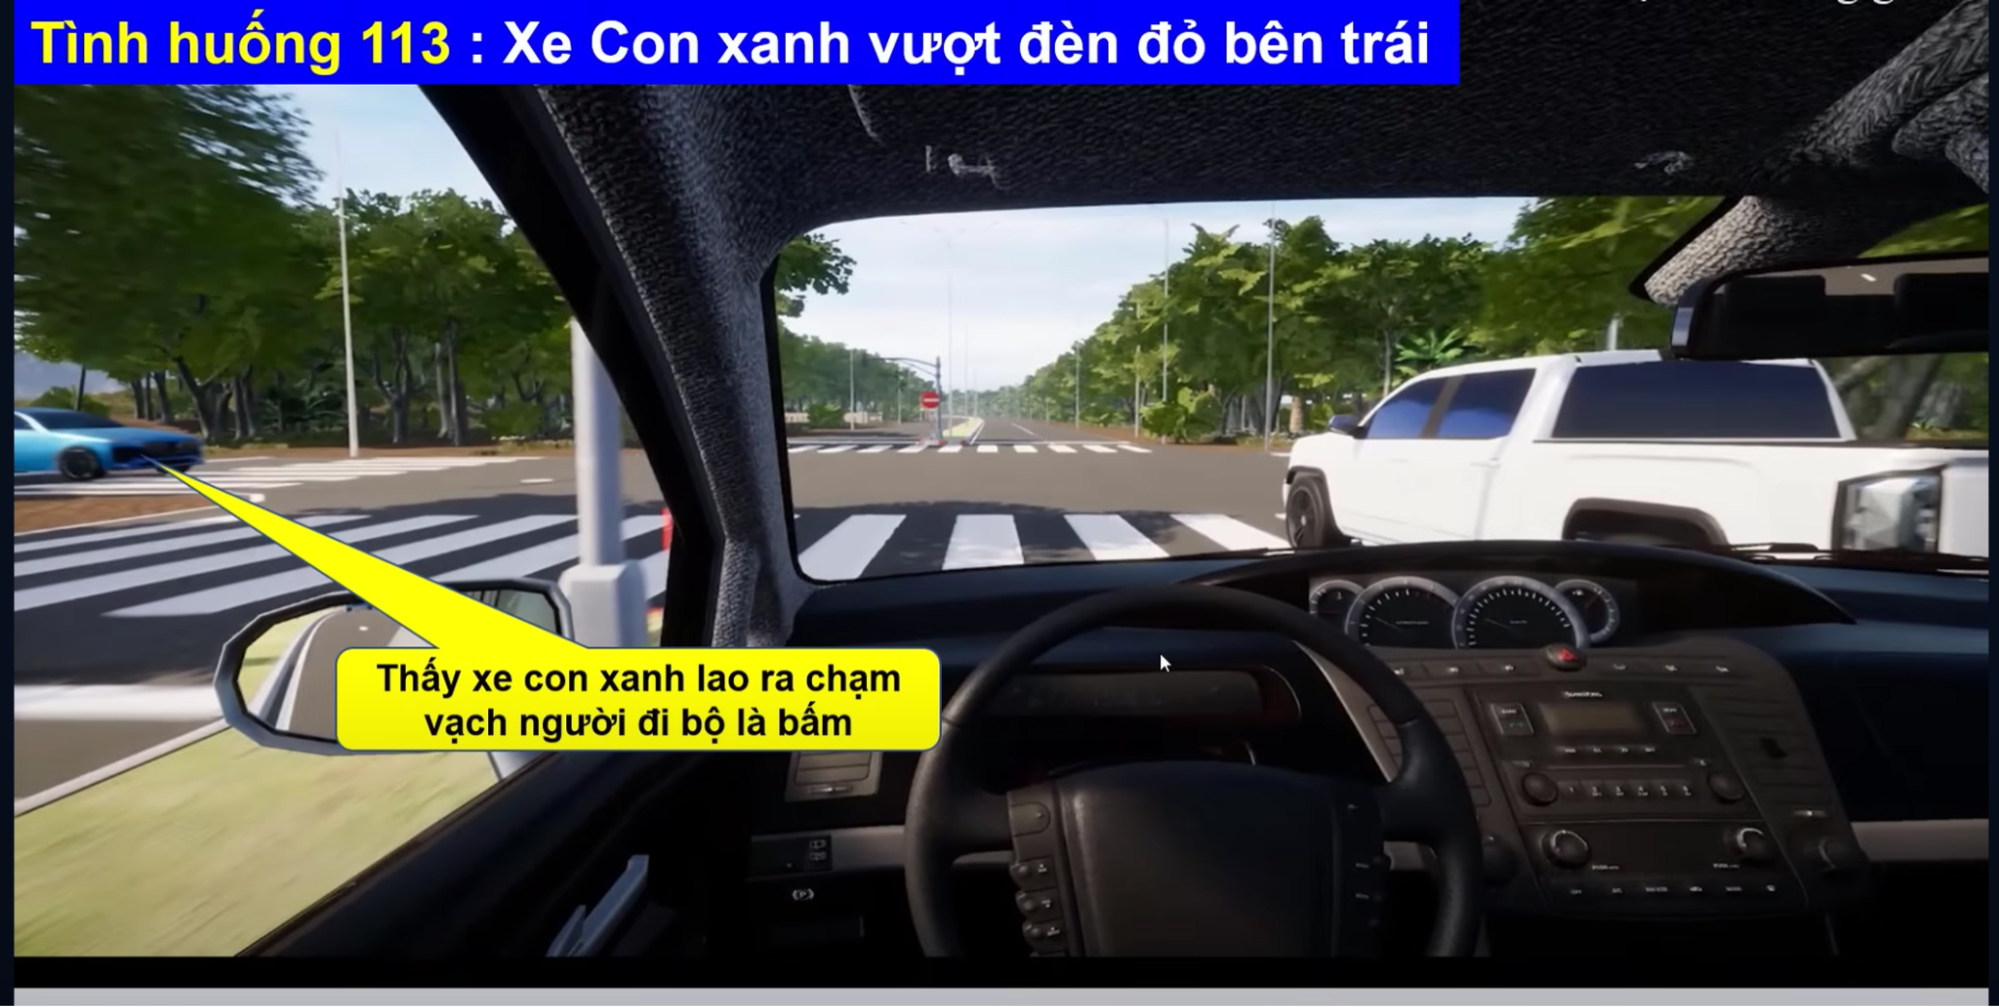 Tình huống 113 : Xe Con xanh vượt đèn đỏ bên trái
Thấy xe con xanh lao ra chạm
vạch người đi bộ là bấm